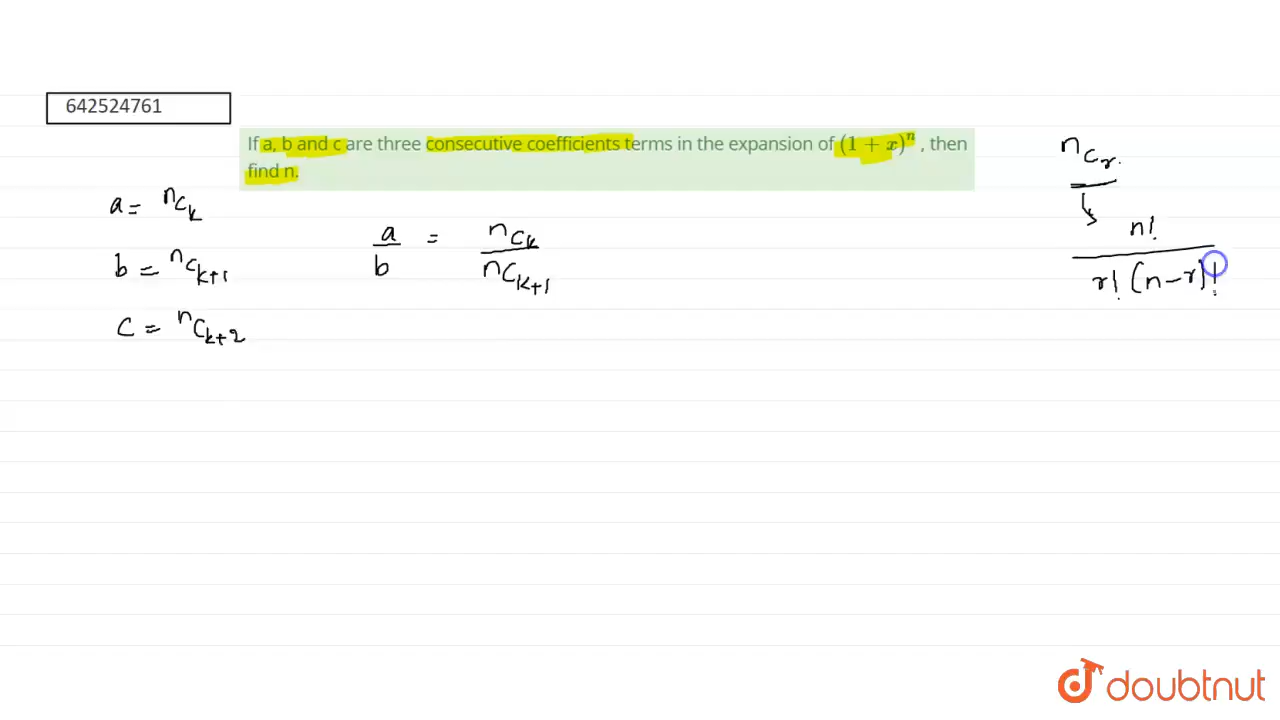 642524761
If a, b and c are three consecutive coefficients terms in the expansion of (1 + x)^n , then
find n.
a = nCk
b = nCk+1
c = nCk+2
a/b = nCk/nCk+1
nCr.
n!
r! (n-r)!
doubtnut